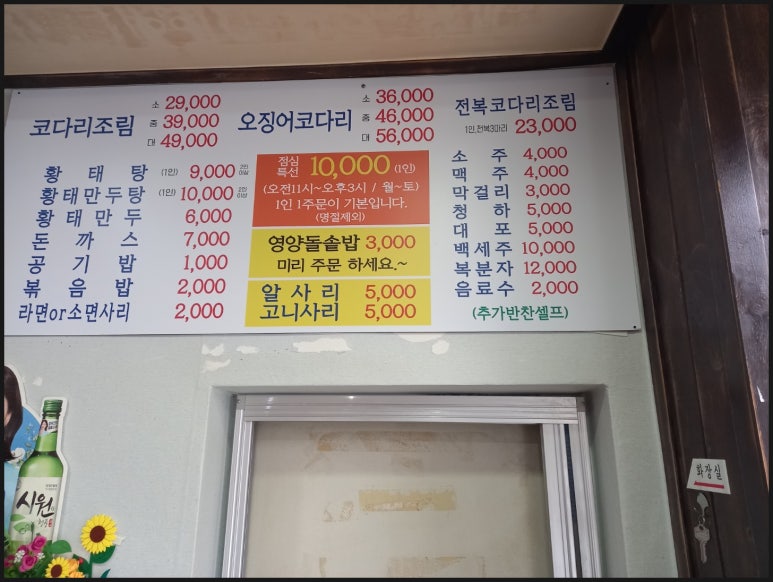 코다리조림
소 29,000
중 39,000
대 49,000
황태탕 (1인) 9,000 2인이상
황태만두탕 (1인) 10,000 2인이상
황태만두 6,000
돈까스 7,000
공기밥 1,000
볶음밥 2,000
라면or소면사리 2,000
오징어코다리
소 36,000
중 46,000
대 56,000
점심특선 10,000 (1인)
(오전11시~오후3시 / 월~토)
1인 1주문이 기본입니다.
(명절제외)
영양돌솥밥 3,000
미리 주문 하세요.~
알사리 5,000
고니사리 5,000
전복코다리조림
1인,전복3마리 23,000
소주 4,000
맥주 4,000
막걸리 3,000
청하 5,000
대포 5,000
백세주 10,000
복분자 12,000
음료수 2,000
(추가반찬셀프)
시원
화장실